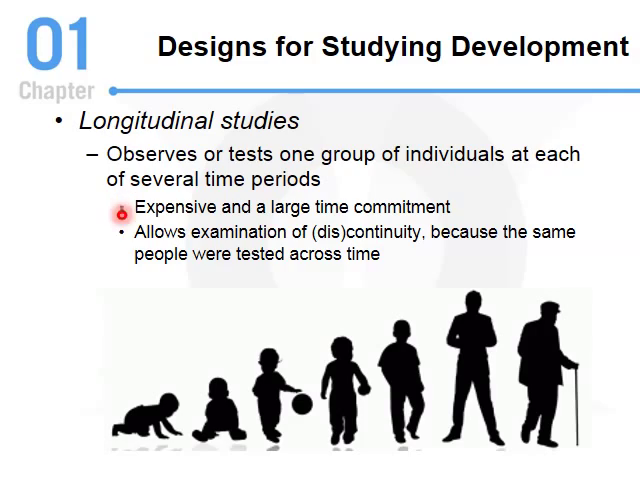 01
Chapter
Designs for Studying Development
• Longitudinal studies
– Observes or tests one group of individuals at each
of several time periods
Expensive and a large time commitment
• Allows examination of (dis)continuity, because the same
people were tested across time